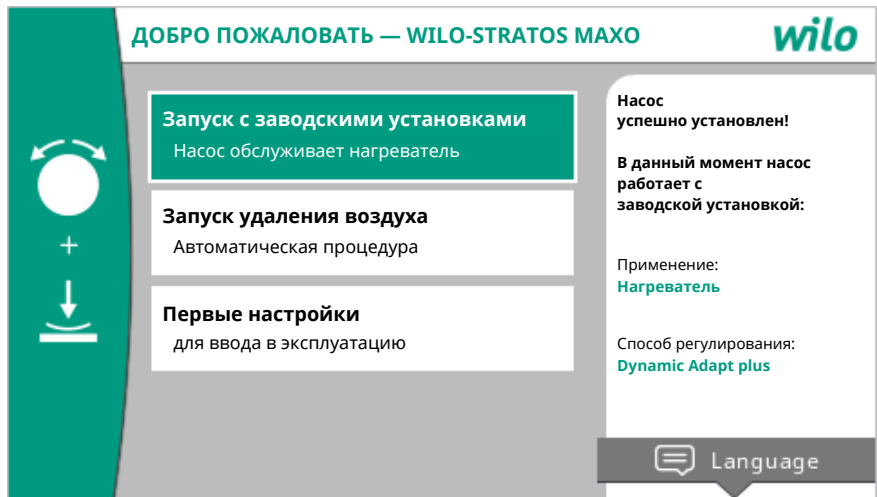 ДОБРО ПОЖАЛОВАТЬ — WILO-STRATOS MAXO
wilo
Запуск с заводскими установками
Насос обслуживает нагреватель
Запуск удаления воздуха
Автоматическая процедура
Первые настройки
для ввода в эксплуатацию
Насос
успешно установлен!
В данный момент насос
работает с
заводской установкой:
Применение:
Нагреватель
Способ регулирования:
Dynamic Adapt plus
Language
+